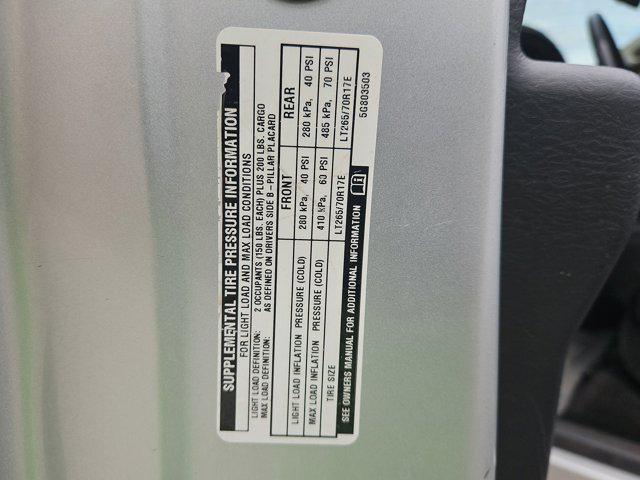 SUPPLEMENTAL TIRE PRESSURE INFORMATION
FOR LIGHT LOAD AND MAX LOAD CONDITIONS
LIGHT LOAD DEFINITION: 2 OCCUPANTS (150 LBS. EACH) PLUS 200 LBS. CARGO
MAX LOAD DEFINITION: AS DEFINED ON DRIVERS SIDE B-PILLAR PLACARD
FRONT REAR
LIGHT LOAD INFLATION PRESSURE (COLD) 280 kPa, 40 PSI 280 kPa, 40 PSI
MAX LOAD INFLATION PRESSURE (COLD) 410 kPa, 60 PSI 485 kPa, 70 PSI
TIRE SIZE LT265/70R17E LT265/70R17E
SEE OWNERS MANUAL FOR ADDITIONAL INFORMATION
5G803503